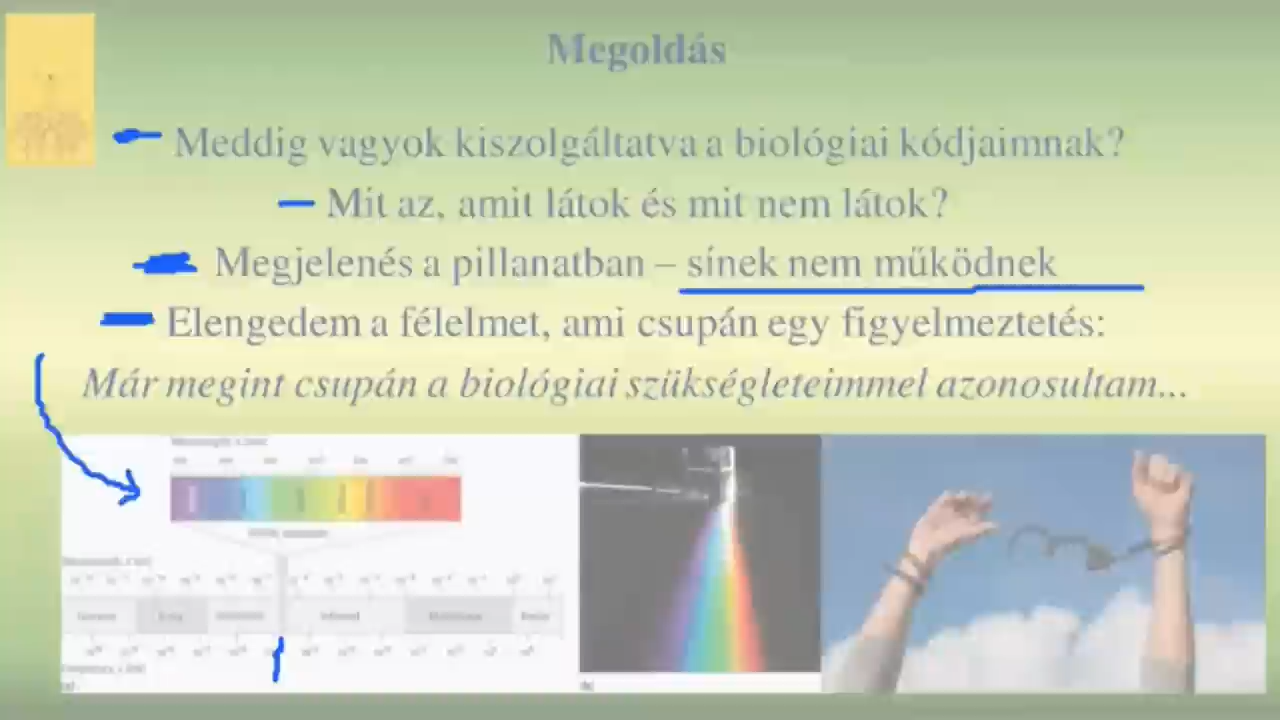 Megoldás
Meddig vagyok kiszolgáltatva a biológiai kódjaimnak?
Mit az, amit látok és mit nem látok?
Megjelenés a pillanatban – sínek nem működnek
Elengedem a félelmet, ami csupán egy figyelmeztetés:
Már megint csupán a biológiai szükségleteimmel azonosultam...